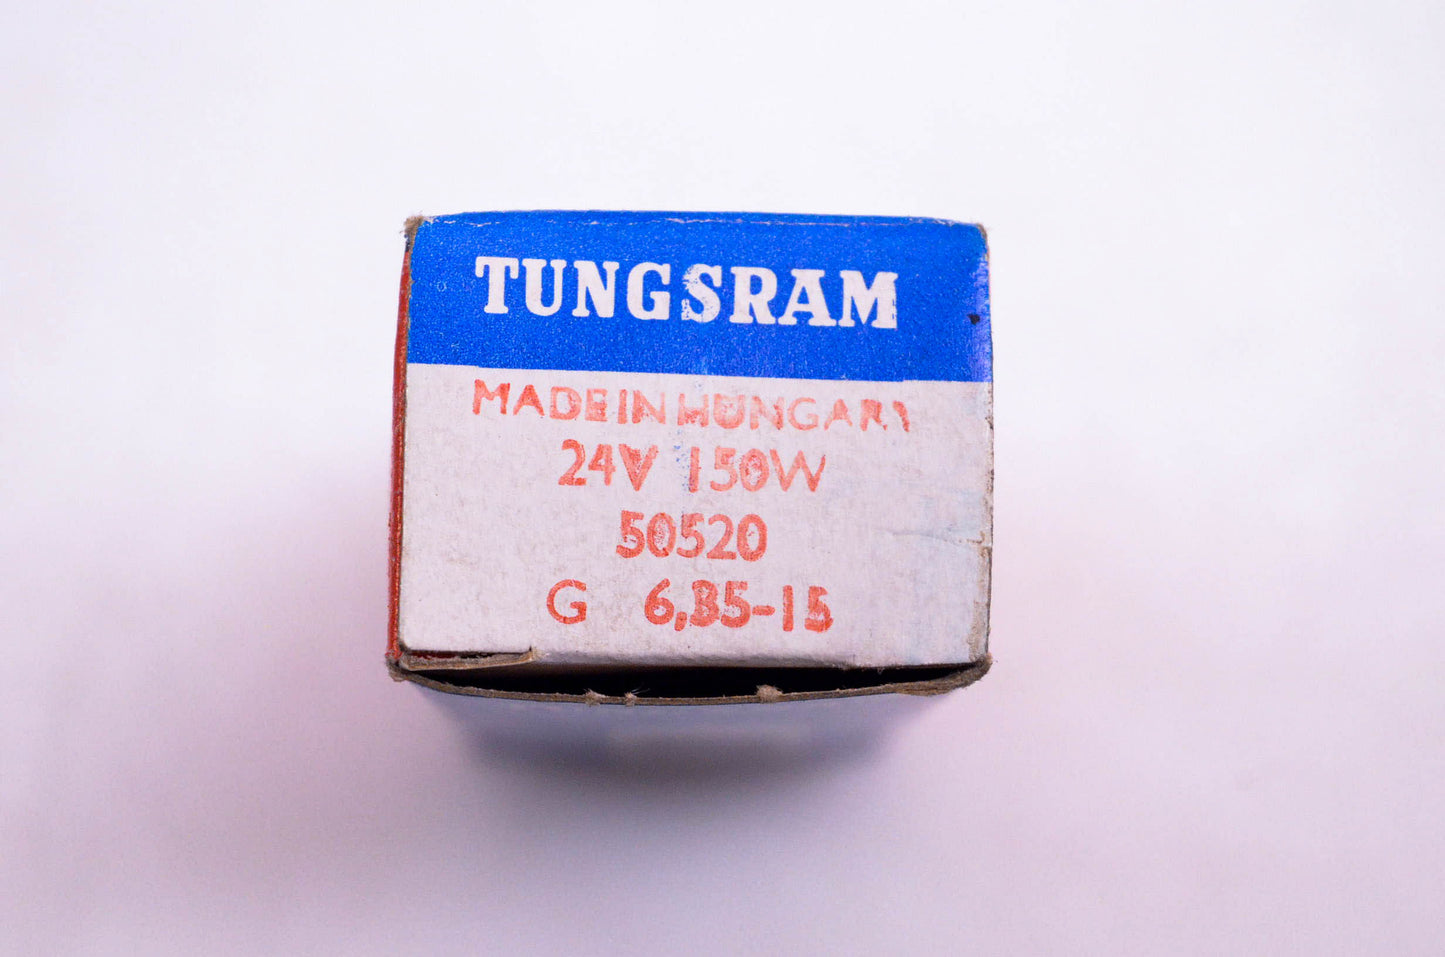 TUNGSRAM
MADE IN HUNGARY
24V 150W
50520
G 6,35-15